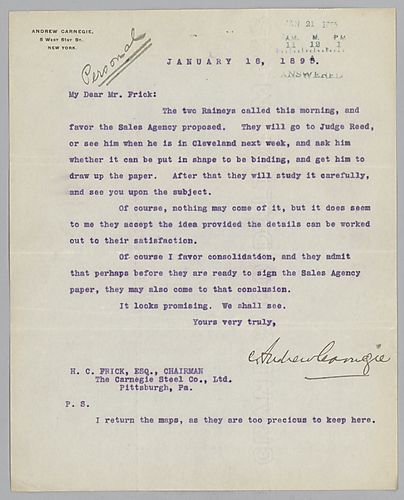 ANDREW CARNEGIE,
5 WEST 51ST ST.
NEW YORK.
Personal
JAN 21
A.M. M. P.M
11 12 1
ANSWERED
JANUARY 18, 1895.
My Dear Mr. Frick:
The two Raineys called this morning, and
favor the Sales Agency proposed. They will go to Judge Reed,
or see him when he is in Cleveland next week, and ask him
whether it can be put in shape to be binding, and get him to
draw up the paper. After that they will study it carefully,
and see you upon the subject.
Of course, nothing may come of it, but it does seem
to me they accept the idea provided the details can be worked
out to their satisfaction.
Of course I favor consolidation, and they admit
that perhaps before they are ready to sign the Sales Agency
paper, they may also come to that conclusion.
It looks promising. We shall see.
Yours very truly,
Andrew Carnegie
H. C. FRICK, ESQ., CHAIRMAN
The Carnegie Steel Co., Ltd.
Pittsburgh, Pa.
P. S.
I return the maps, as they are too precious to keep here.